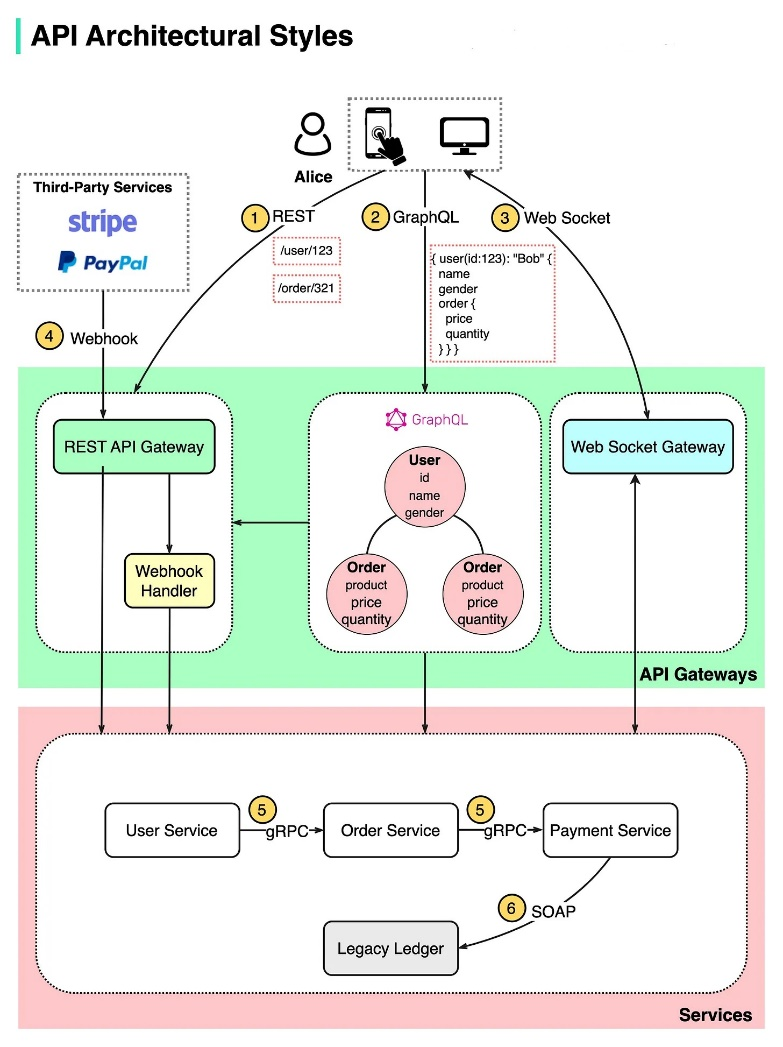 API Architectural Styles
Alice
Third-Party Services
stripe
PayPal
1 REST
/user/123
/order/321
2 GraphQL
{ user(id:123): "Bob" {
name
gender
order {
price
quantity
} } }
3 Web Socket
4 Webhook
REST API Gateway
Webhook
Handler
GraphQL
User
id
name
gender
Order
product
price
quantity
Order
product
price
quantity
Web Socket Gateway
API Gateways
User Service
5
gRPC
Order Service
5
gRPC
Payment Service
6 SOAP
Legacy Ledger
Services